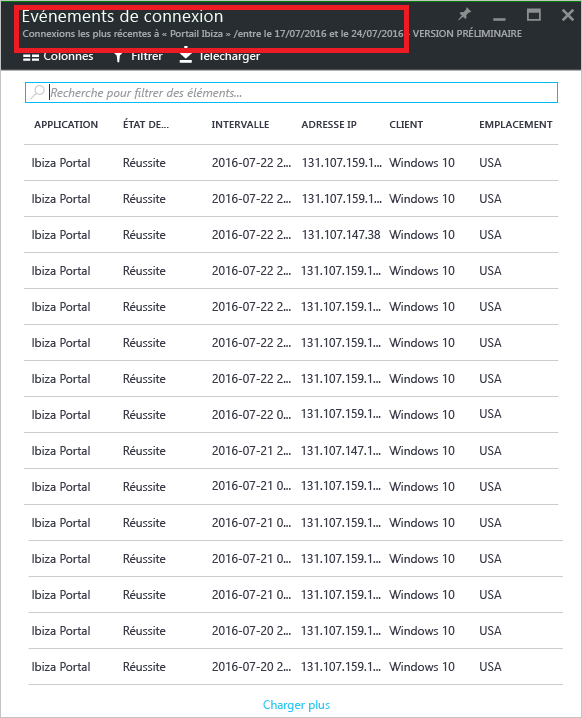 Evénements de connexion
Connexions les plus récentes à « Portail Ibiza » /entre le 17/07/2016 et le 24/07/2016 - VERSION PRÉLIMINAIRE
Colonnes Filtrer Télécharger
Recherche pour filtrer des éléments...
APPLICATION ÉTAT DE... INTERVALLE ADRESSE IP CLIENT EMPLACEMENT
Ibiza Portal Réussite 2016-07-22 2... 131.107.159.1... Windows 10 USA
Ibiza Portal Réussite 2016-07-22 2... 131.107.159.1... Windows 10 USA
Ibiza Portal Réussite 2016-07-22 2... 131.107.147.38 Windows 10 USA
Ibiza Portal Réussite 2016-07-22 2... 131.107.159.1... Windows 10 USA
Ibiza Portal Réussite 2016-07-22 2... 131.107.159.1... Windows 10 USA
Ibiza Portal Réussite 2016-07-22 2... 131.107.159.1... Windows 10 USA
Ibiza Portal Réussite 2016-07-22 2... 131.107.159.1... Windows 10 USA
Ibiza Portal Réussite 2016-07-22 0... 131.107.159.1... Windows 10 USA
Ibiza Portal Réussite 2016-07-21 2... 131.107.147.1... Windows 10 USA
Ibiza Portal Réussite 2016-07-21 0... 131.107.159.1... Windows 10 USA
Ibiza Portal Réussite 2016-07-21 0... 131.107.159.1... Windows 10 USA
Ibiza Portal Réussite 2016-07-21 0... 131.107.159.1... Windows 10 USA
Ibiza Portal Réussite 2016-07-21 0... 131.107.159.1... Windows 10 USA
Ibiza Portal Réussite 2016-07-20 2... 131.107.159.1... Windows 10 USA
Ibiza Portal Réussite 2016-07-20 2... 131.107.159.1... Windows 10 USA
Charger plus